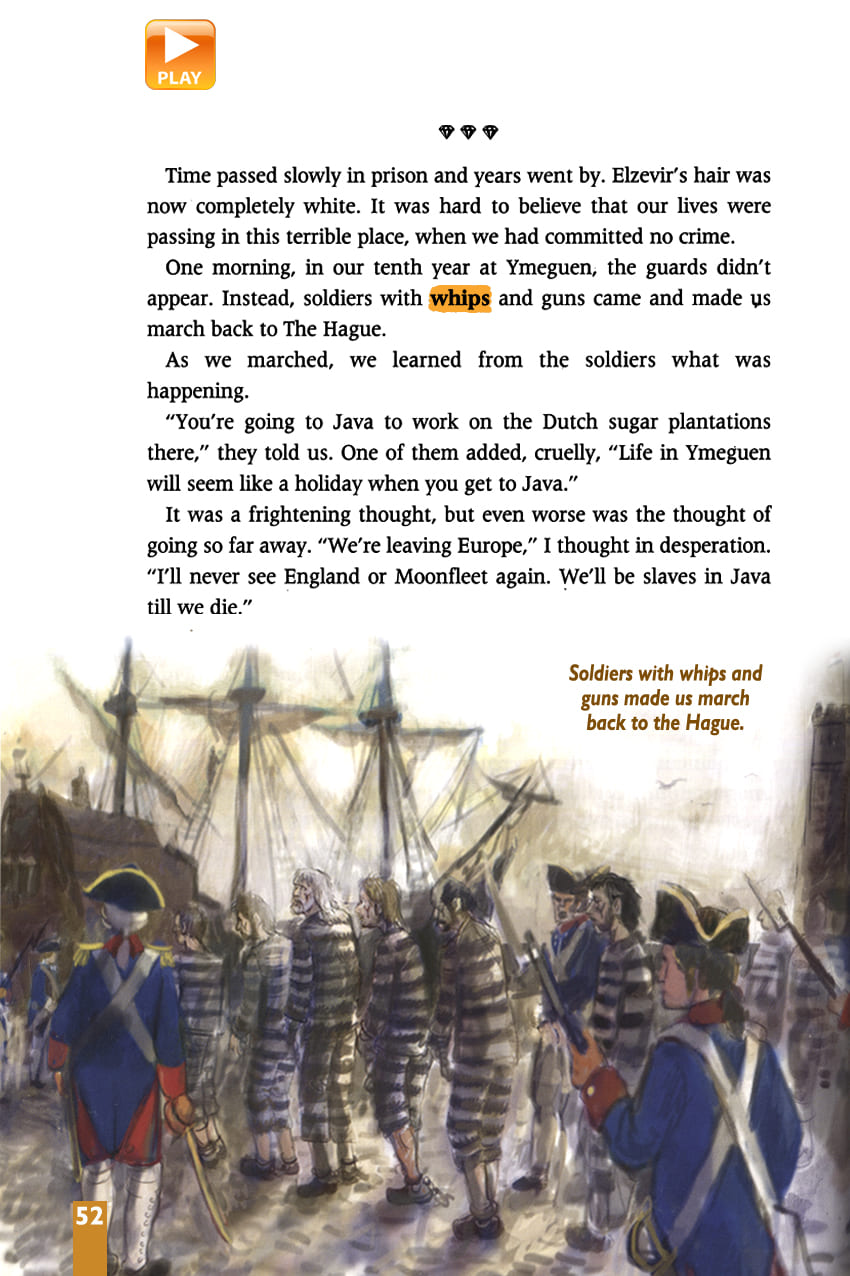 PLAY
Time passed slowly in prison and years went by. Elzevir's hair was
now completely white. It was hard to believe that our lives were
passing in this terrible place, when we had committed no crime.
One morning, in our tenth year at Ymeguen, the guards didn't
appear. Instead, soldiers with whips and guns came and made us
march back to The Hague.
As we marched, we learned from the soldiers what was
happening.
“You're going to Java to work on the Dutch sugar plantations
there,” they told us. One of them added, cruelly, “Life in Ymeguen
will seem like a holiday when you get to Java.”
It was a frightening thought, but even worse was the thought of
going so far away. “We're leaving Europe,” I thought in desperation.
“I'll never see England or Moonfleet again. We'll be slaves in Java
till we die.”
Soldiers with whips and
guns made us march
back to the Hague.
52